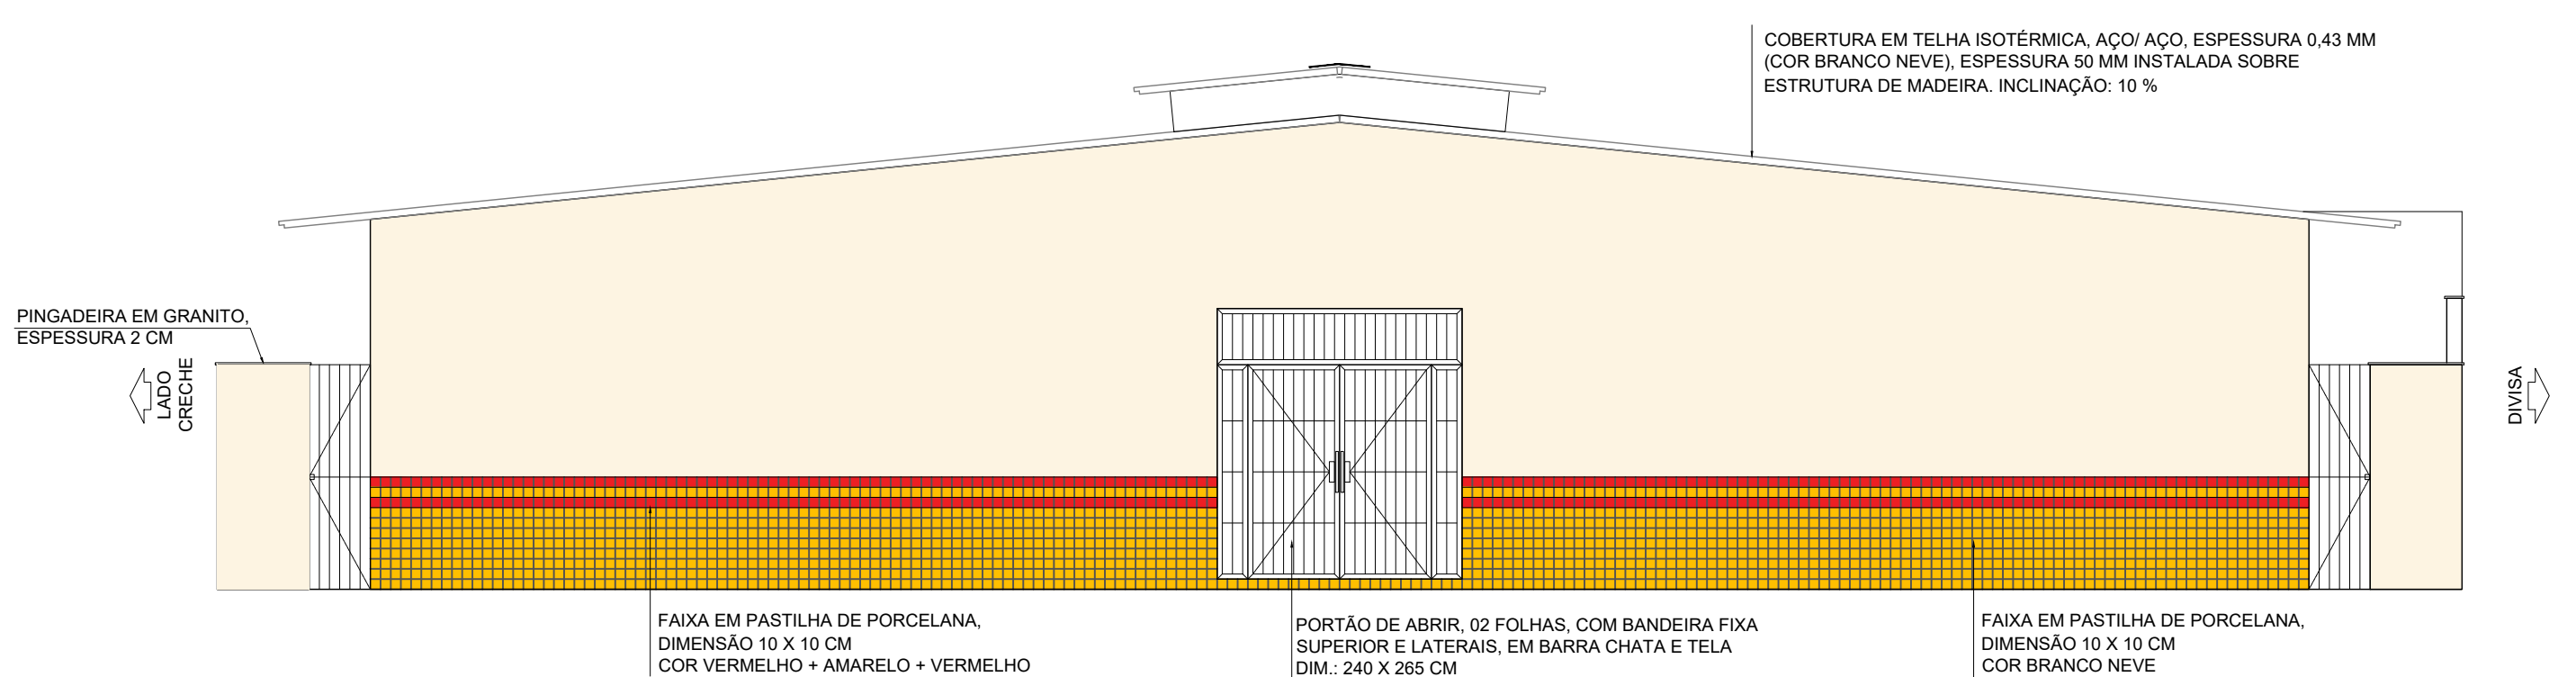 COBERTURA EM TELHA ISOTÉRMICA, AÇO/ AÇO, ESPESSURA 0,43 MM
(COR BRANCO NEVE), ESPESSURA 50 MM INSTALADA SOBRE
ESTRUTURA DE MADEIRA. INCLINAÇÃO: 10 %
PINGADEIRA EM GRANITO,
ESPESSURA 2 CM
LADO
CRECHE
DIVISA
FAIXA EM PASTILHA DE PORCELANA,
DIMENSÃO 10 X 10 CM
COR VERMELHO + AMARELO + VERMELHO
PORTÃO DE ABRIR, 02 FOLHAS, COM BANDEIRA FIXA
SUPERIOR E LATERAIS, EM BARRA CHATA E TELA
DIM.: 240 X 265 CM
FAIXA EM PASTILHA DE PORCELANA,
DIMENSÃO 10 X 10 CM
COR BRANCO NEVE